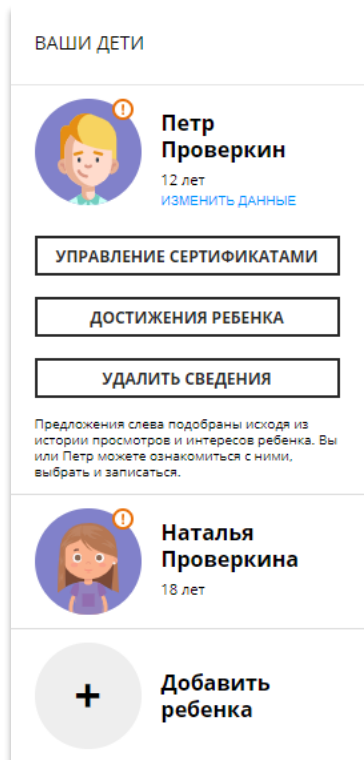 ВАШИ ДЕТИ
!
Петр
Проверкин
12 лет
ИЗМЕНИТЬ ДАННЫЕ
УПРАВЛЕНИЕ СЕРТИФИКАТАМИ
ДОСТИЖЕНИЯ РЕБЕНКА
УДАЛИТЬ СВЕДЕНИЯ
Предложения слева подобраны исходя из
истории просмотров и интересов ребенка. Вы
или Петр можете ознакомиться с ними,
выбрать и записаться.
!
Наталья
Проверкина
18 лет
+
Добавить
ребенка